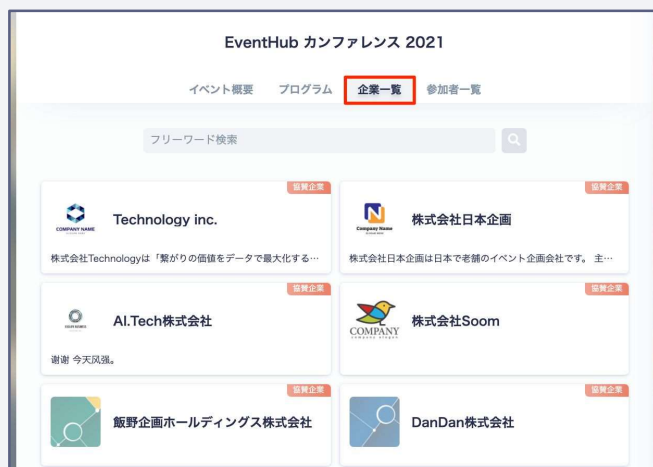 EventHub カンファレンス 2021
イベント概要 プログラム 企業一覧 参加者一覧
フリーワード検索
協賛企業
COMPANY NAME
Technology inc.
株式会社Technologyは「繋がりの価値をデータで最大化する…
協賛企業
Company Name
株式会社日本企画
株式会社日本企画は日本で老舗のイベント企画会社です。 主…
協賛企業
AI.Tech株式会社
谢谢 今天风强。
協賛企業
COMPANY
company slogan
株式会社Soom
協賛企業
飯野企画ホールディングス株式会社
協賛企業
DanDan株式会社